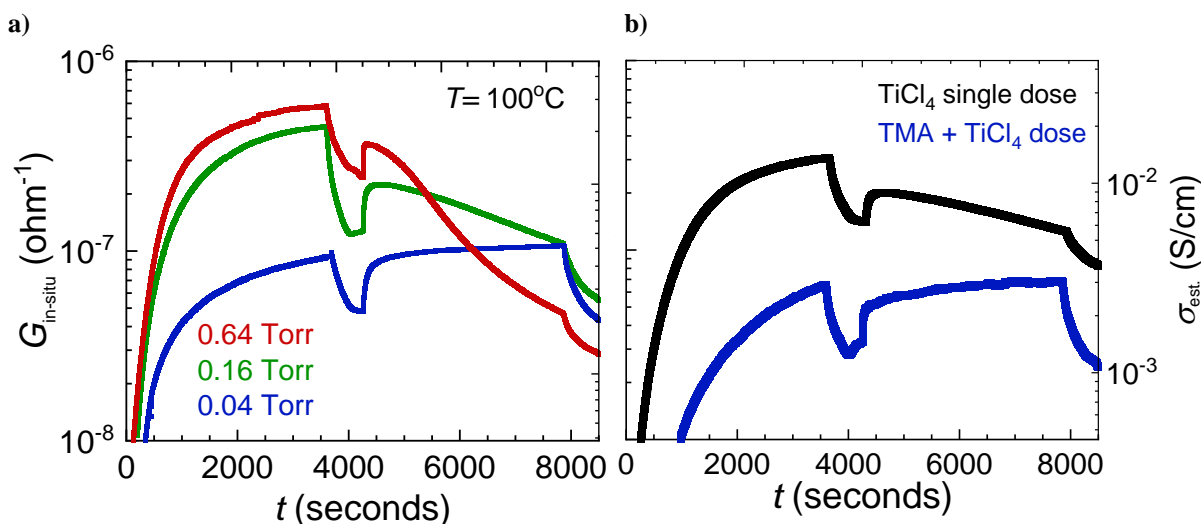 a)
10⁻⁶
10⁻⁷
10⁻⁸
G_in-situ (ohm⁻¹)
T= 100°C
0.64 Torr
0.16 Torr
0.04 Torr
0 2000 4000 6000 8000
t (seconds)
b)
TiCl₄ single dose
TMA + TiCl₄ dose
10⁻²
10⁻³
σ_est. (S/cm)
0 2000 4000 6000 8000
t (seconds)